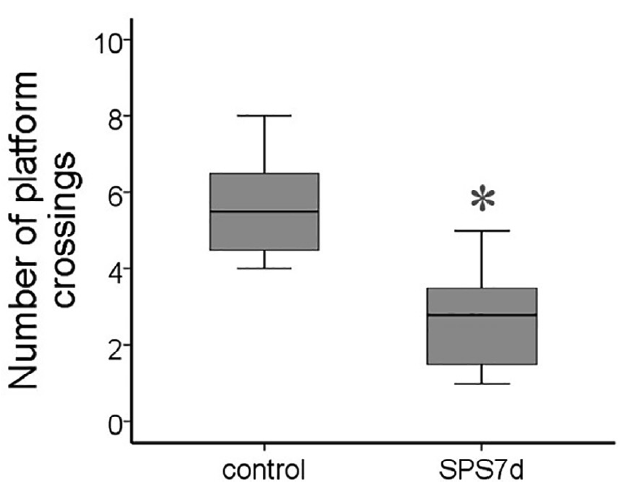 Number of platform
crossings
10
8
6
4
2
0
*
control
SPS7d